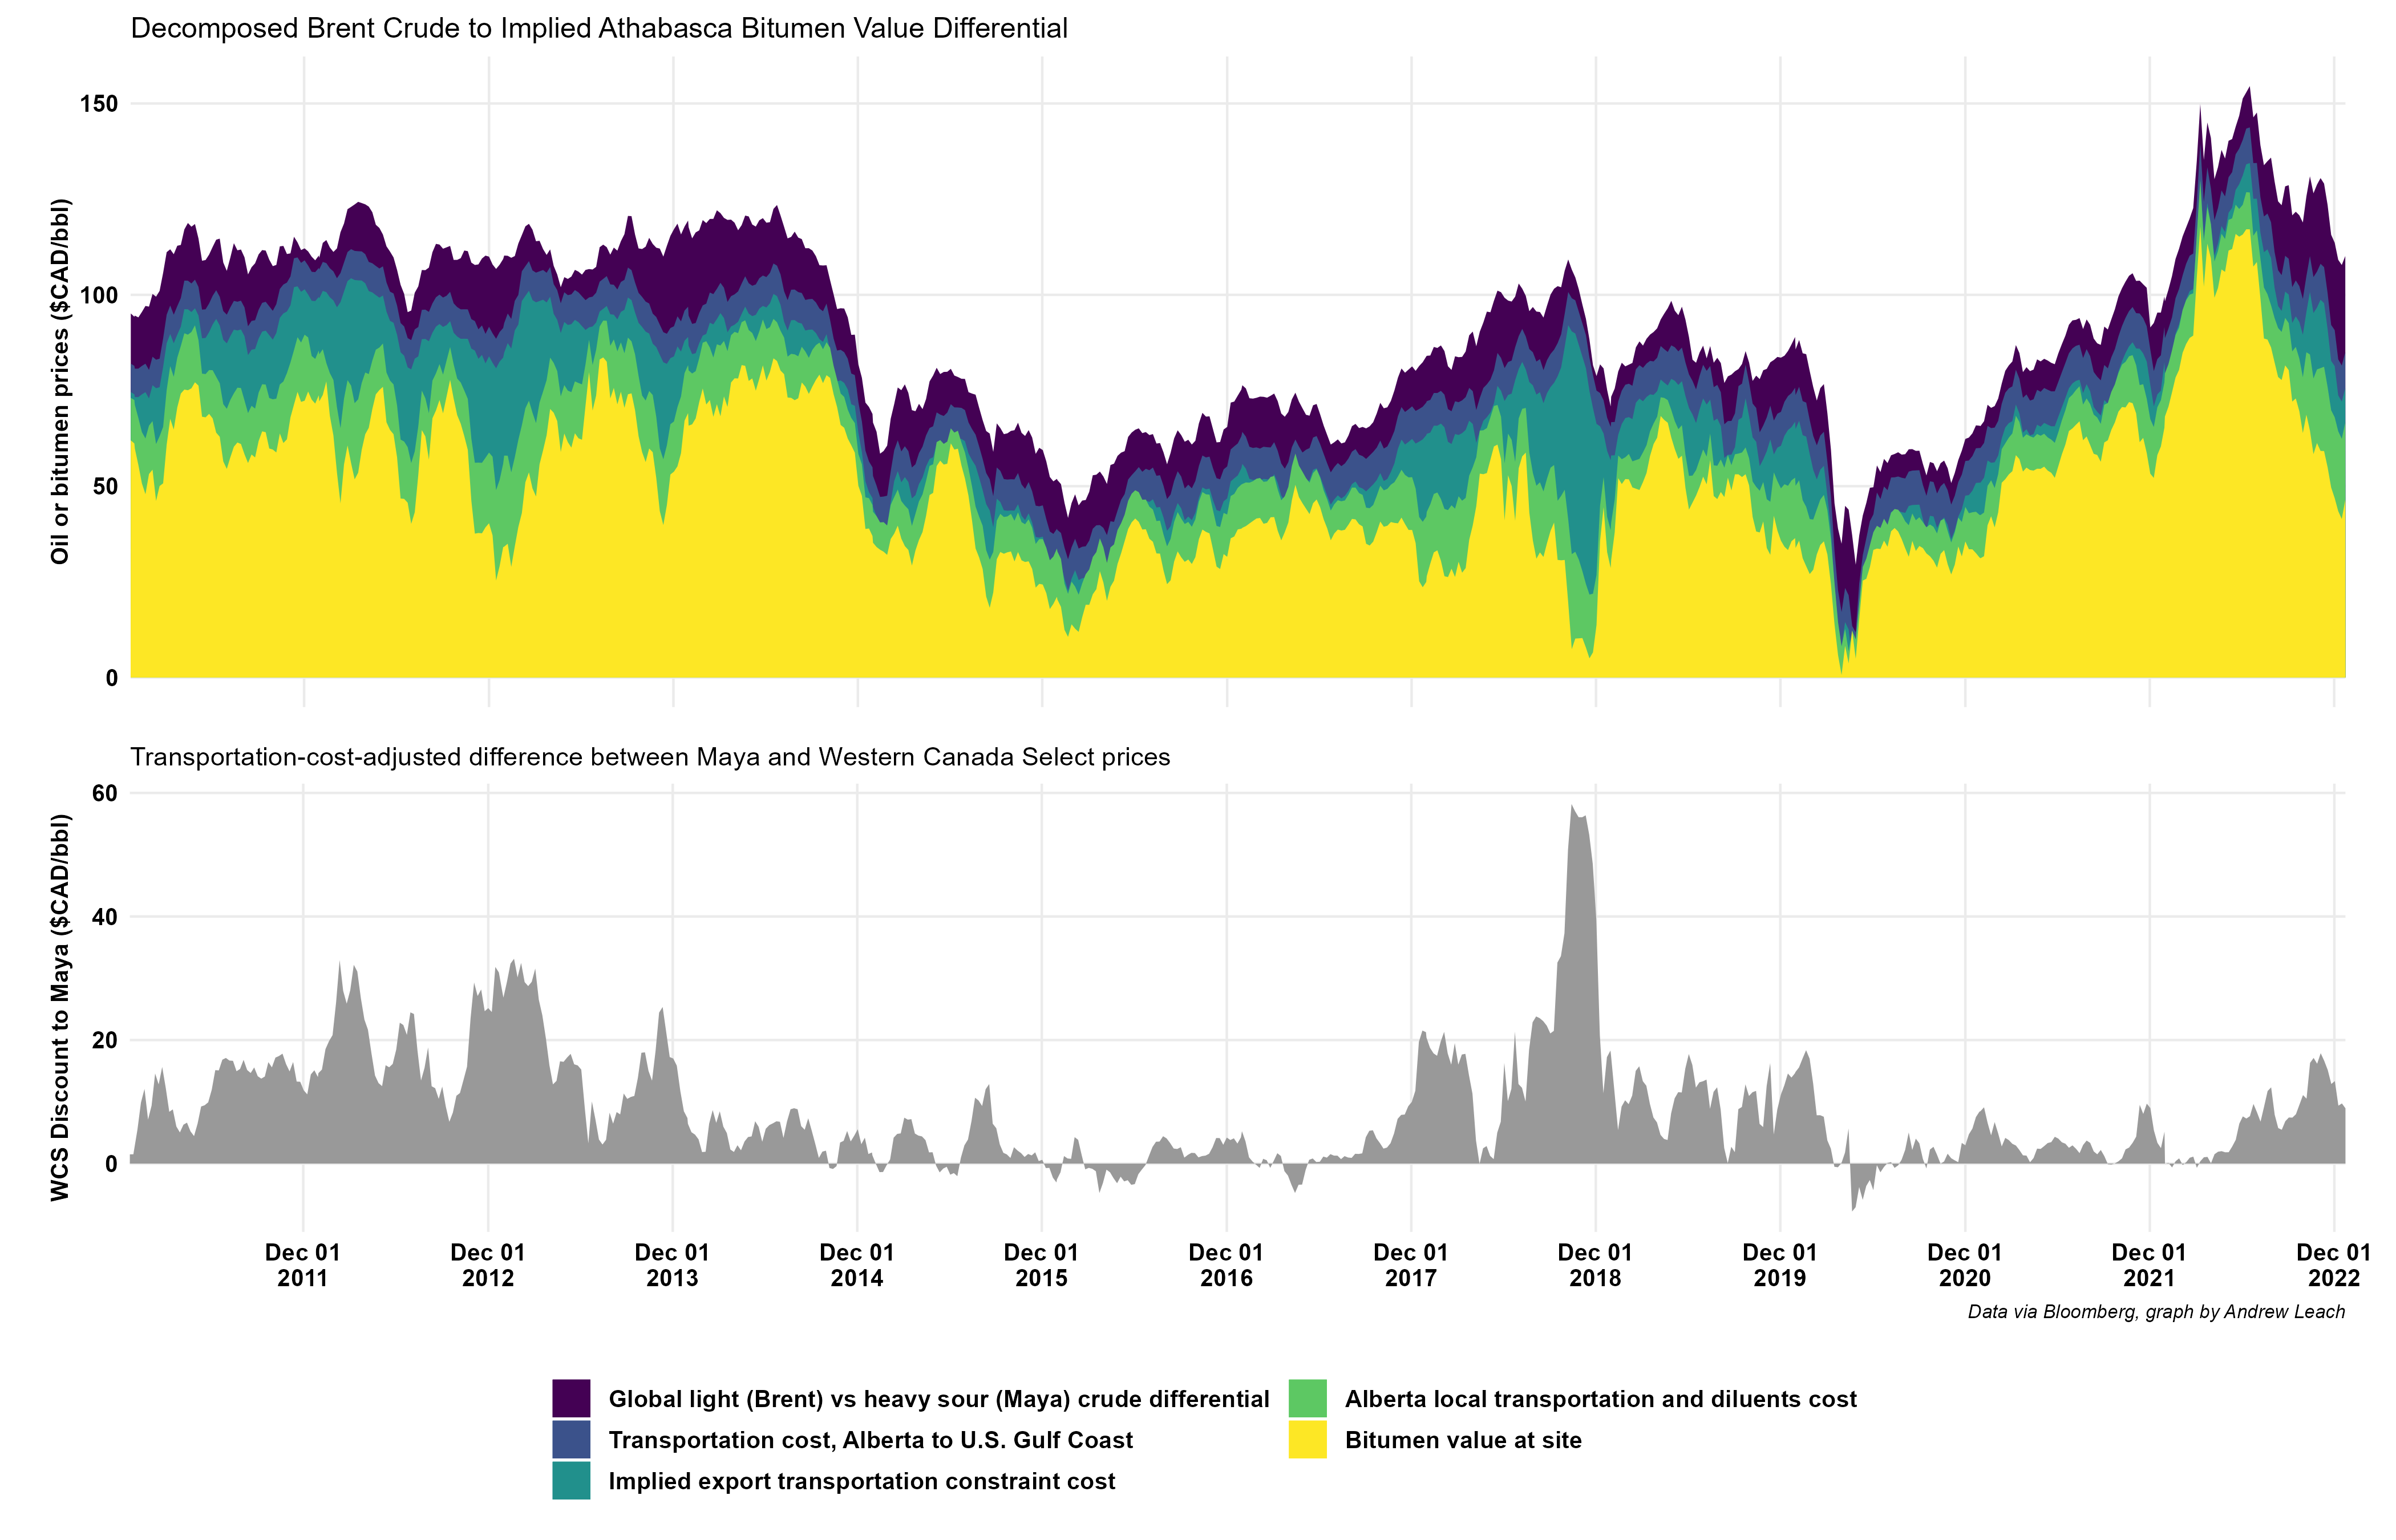 Decomposed Brent Crude to Implied Athabasca Bitumen Value Differential
Oil or bitumen prices ($CAD/bbl)
150
100
50
0
Transportation-cost-adjusted difference between Maya and Western Canada Select prices
WCS Discount to Maya ($CAD/bbl)
60
40
20
0
Dec 01 Dec 01 Dec 01 Dec 01 Dec 01 Dec 01 Dec 01 Dec 01 Dec 01 Dec 01 Dec 01 Dec 01
2011 2012 2013 2014 2015 2016 2017 2018 2019 2020 2021 2022
Data via Bloomberg, graph by Andrew Leach
Global light (Brent) vs heavy sour (Maya) crude differential
Transportation cost, Alberta to U.S. Gulf Coast
Implied export transportation constraint cost
Alberta local transportation and diluents cost
Bitumen value at site